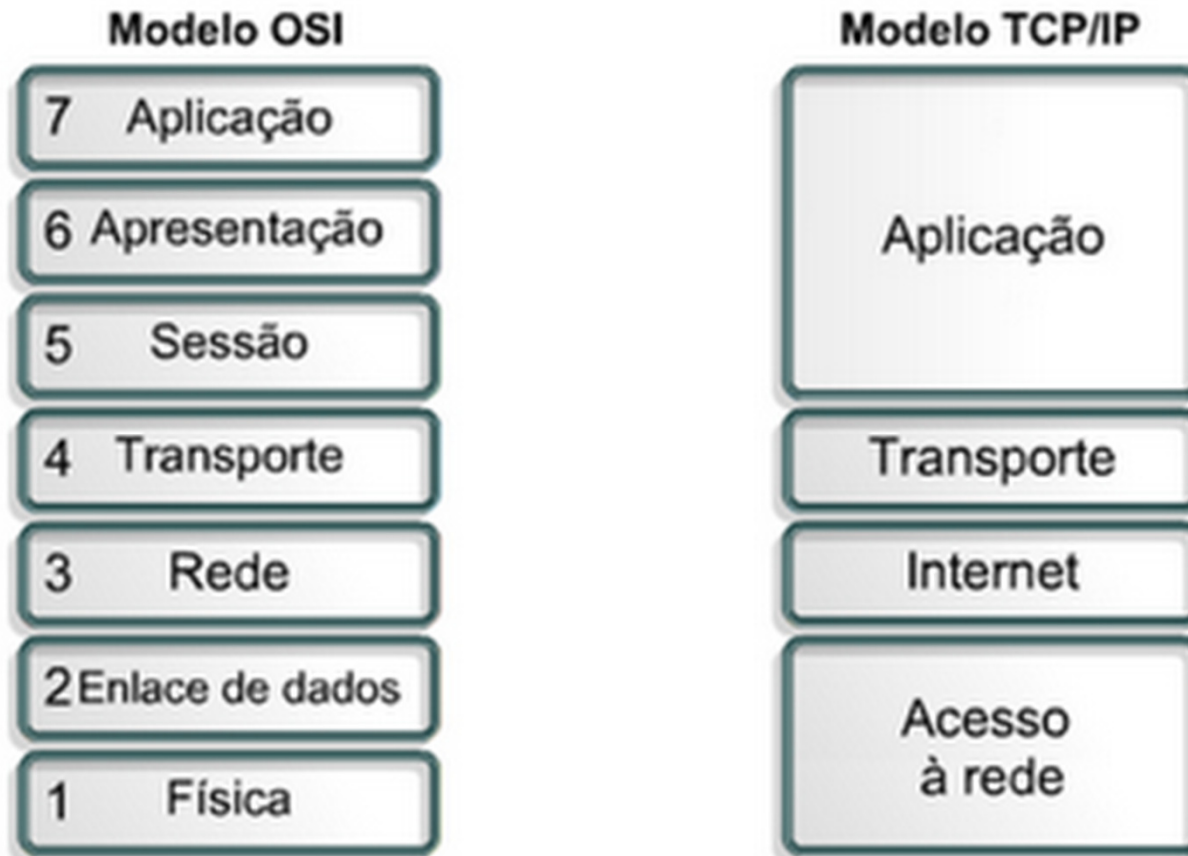 Modelo OSI
7 Aplicação
6 Apresentação
5 Sessão
4 Transporte
3 Rede
2 Enlace de dados
1 Física
Modelo TCP/IP
Aplicação
Transporte
Internet
Acesso
à rede